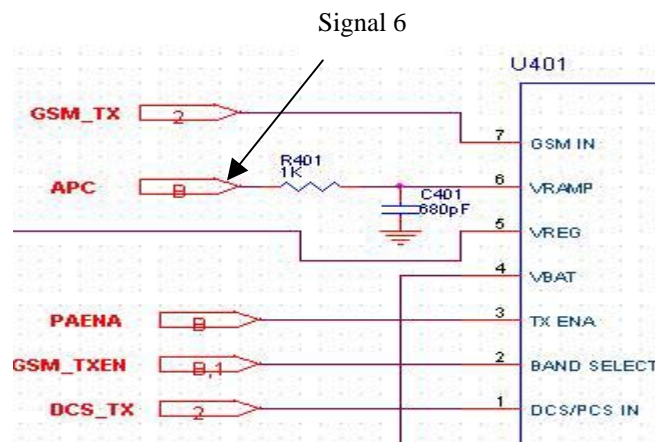 Signal 6
U401
GSM_TX 2
7 GSM IN
R401
1K
APC B
6 VRAMP
C401
680pF
5 VREG
4 VBAT
PAENA B
3 TX ENA
GSM_TXEN B,1
2 BAND SELECT
DCS_TX 2
1 DCS/PCS IN